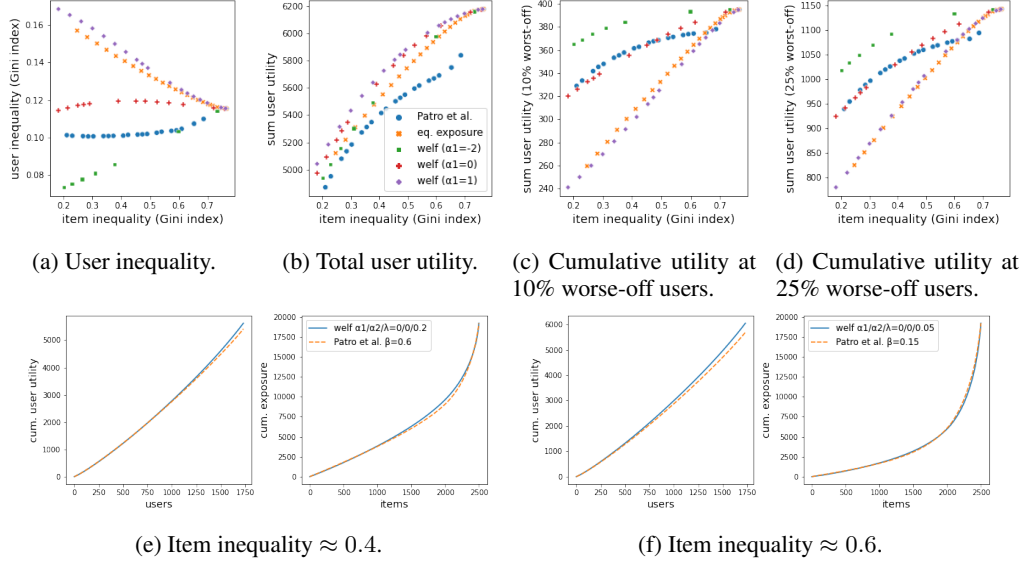 user inequality (Gini index)
0.16
0.14
0.12
0.10
0.08
0.2 0.3 0.4 0.5 0.6 0.7
item inequality (Gini index)
sum user utility
6200
6000
5800
5600
5400
5200
5000
Patro et al.
eq. exposure
welf (α1=-2)
welf (α1=0)
welf (α1=1)
0.2 0.3 0.4 0.5 0.6 0.7
item inequality (Gini index)
sum user utility (10% worst-off)
400
380
360
340
320
300
280
260
240
0.2 0.3 0.4 0.5 0.6 0.7
item inequality (Gini index)
sum user utility (25% worst-off)
1150
1100
1050
1000
950
900
850
800
0.2 0.3 0.4 0.5 0.6 0.7
item inequality (Gini index)
(a) User inequality.
(b) Total user utility.
(c) Cumulative utility at
10% worse-off users.
(d) Cumulative utility at
25% worse-off users.
cum. user utility
5000
4000
3000
2000
1000
0
0 250 500 750 1000 1250 1500 1750
users
cum. exposure
20000
17500
15000
12500
10000
7500
5000
2500
0
welf α1/α2/λ=0/0/0.2
Patro et al. β=0.6
0 500 1000 1500 2000 2500
items
cum. user utility
6000
5000
4000
3000
2000
1000
0
0 250 500 750 1000 1250 1500 1750
users
cum. exposure
20000
17500
15000
12500
10000
7500
5000
2500
0
welf α1/α2/λ=0/0/0.05
Patro et al. β=0.15
0 500 1000 1500 2000 2500
items
(e) Item inequality ≈ 0.4.
(f) Item inequality ≈ 0.6.